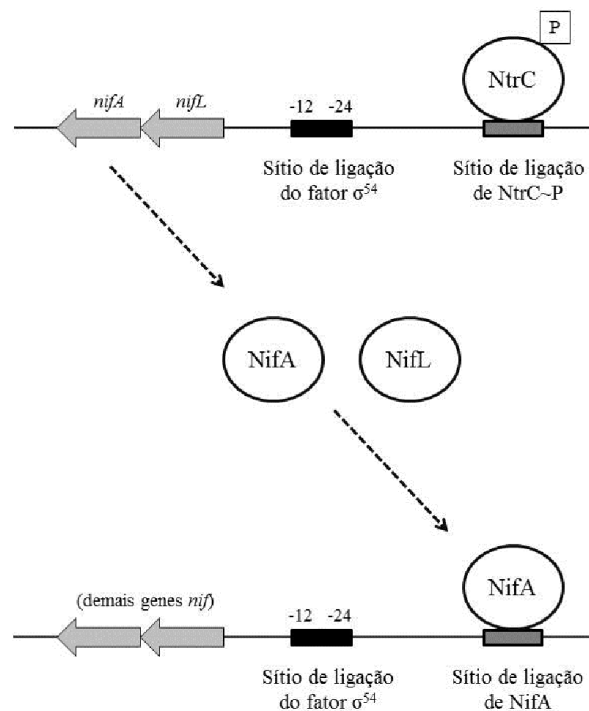 P
NtrC
nifA nifL
-12 -24
Sítio de ligação
do fator σ⁵⁴
Sítio de ligação
de NtrC~P
NifA
NifL
NifA
(demais genes nif)
-12 -24
Sítio de ligação
do fator σ⁵⁴
Sítio de ligação
de NifA